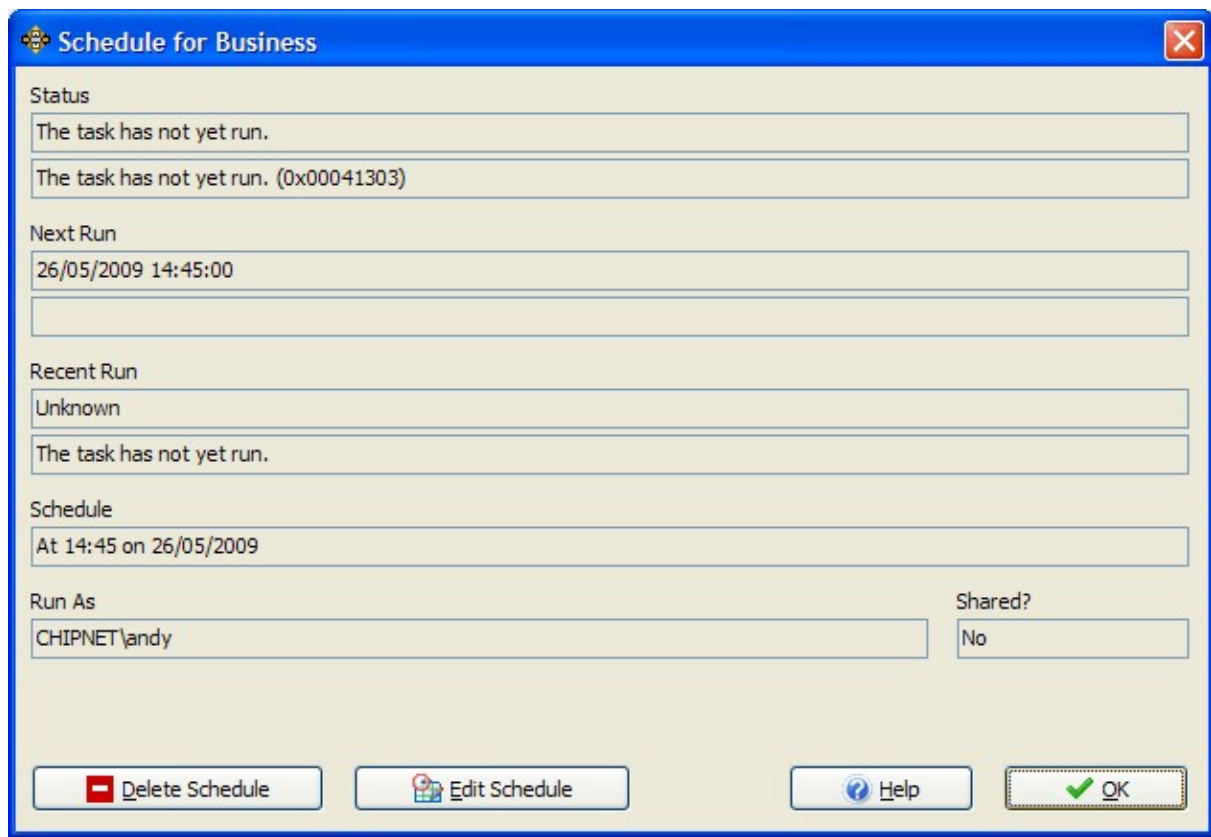 Schedule for Business
Status
The task has not yet run.
The task has not yet run. (0x00041303)
Next Run
26/05/2009 14:45:00
Recent Run
Unknown
The task has not yet run.
Schedule
At 14:45 on 26/05/2009
Run As Shared?
CHIPNET\andy No
Delete Schedule Edit Schedule Help OK